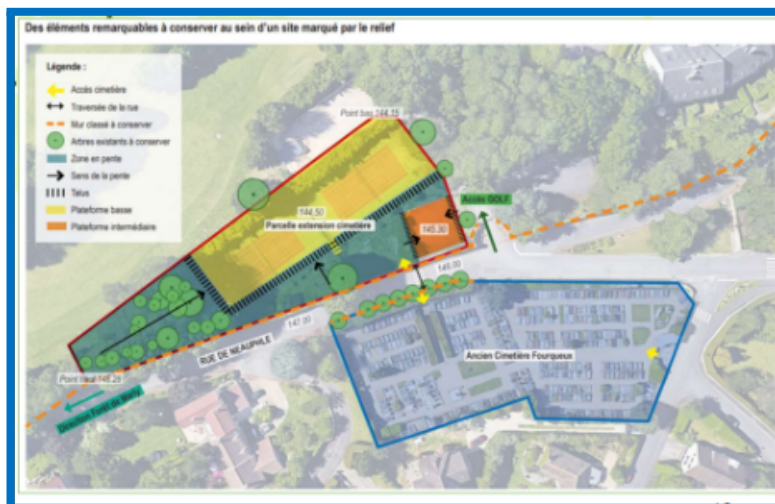 Des éléments remarquables à conserver au sein d'un site marqué par le relief
Légende :
Accès cimetière
Traversée de la rue
Mur classé à conserver
Arbres existants à conserver
Zone en pente
Sens de la pente
Talus
Plateforme basse
Plateforme intermédiaire
Point bas 144.15
144.50
Parcelle extension cimetière
145.30
Accès GOLF
145.00
147.00
RUE DE NEAUPHLE
Ancien Cimetière Fourqueux
Point haut 148.25
Direction Forêt de Marly